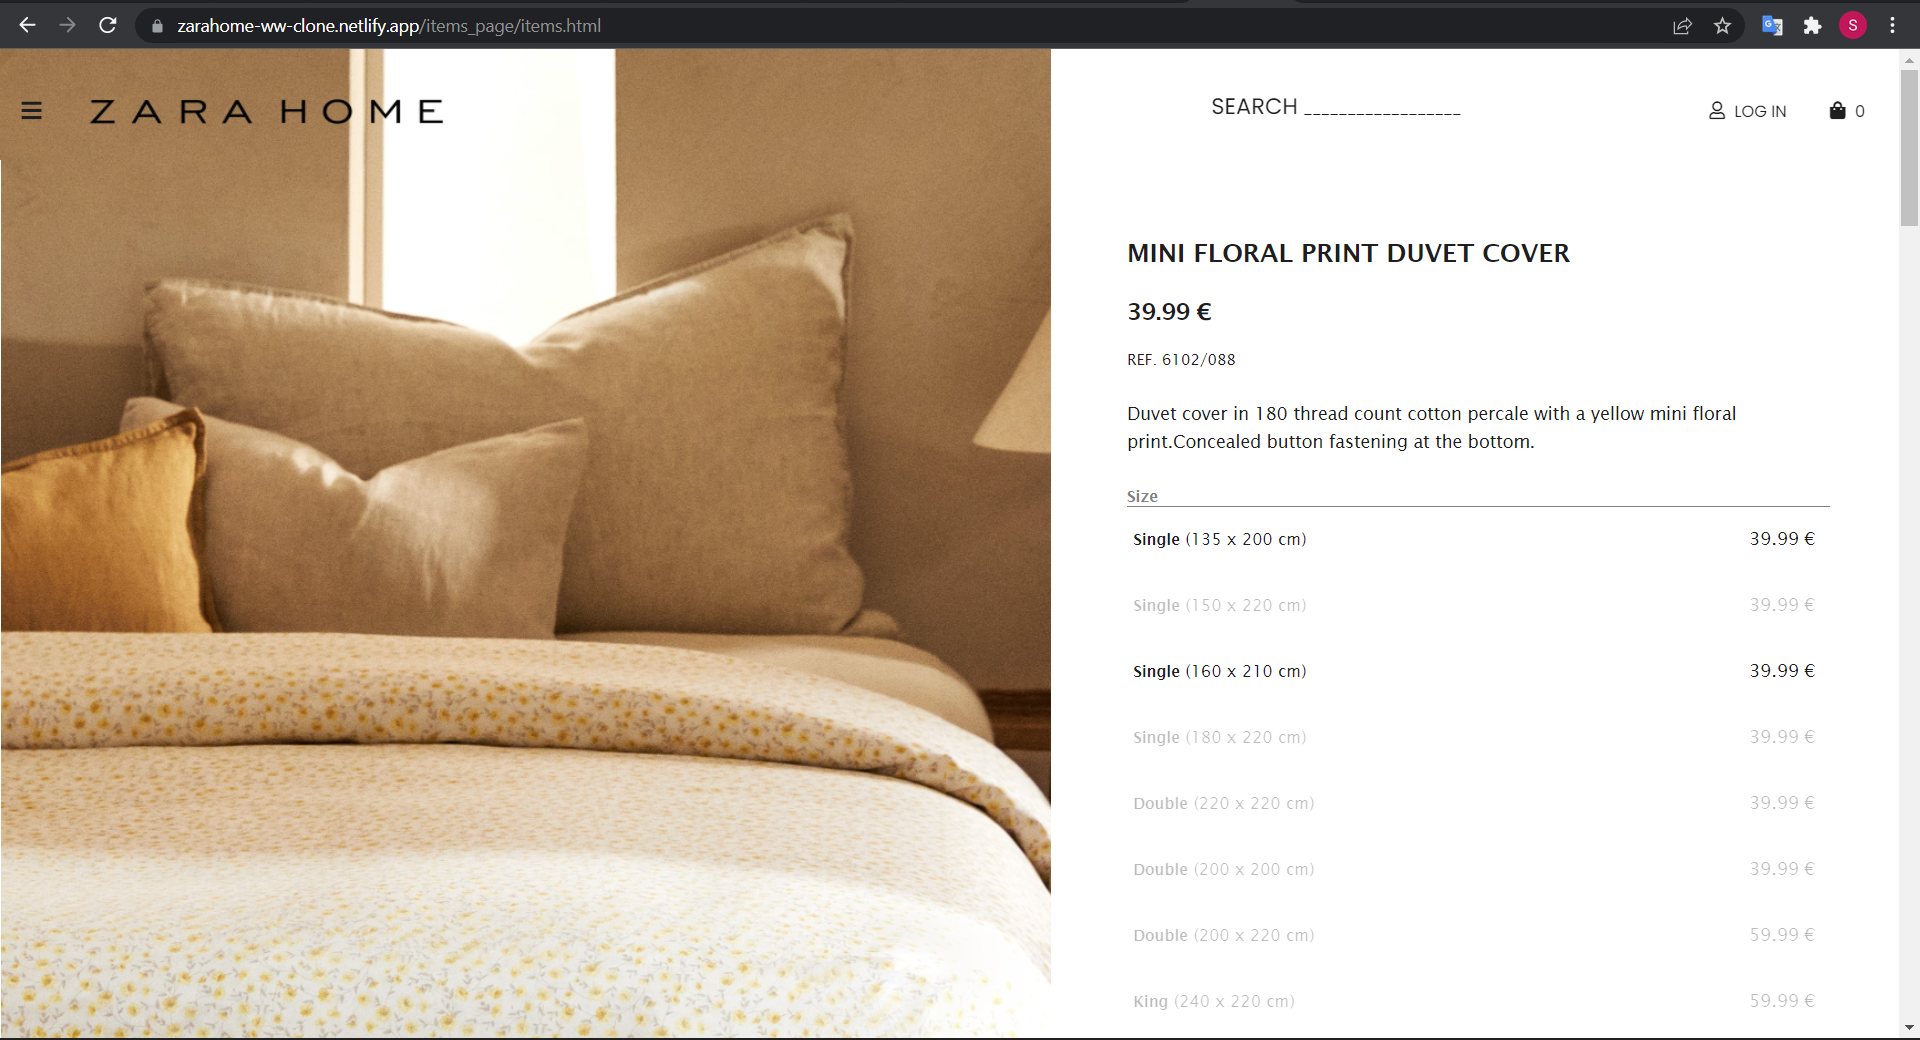 zarahome-ww-clone.netlify.app/items_page/items.html
S
ZARA HOME
SEARCH __________________
LOG IN
0
MINI FLORAL PRINT DUVET COVER
39.99 €
REF. 6102/088
Duvet cover in 180 thread count cotton percale with a yellow mini floral
print.Concealed button fastening at the bottom.
Size
Single (135 x 200 cm) 39.99 €
Single (150 x 220 cm) 39.99 €
Single (160 x 210 cm) 39.99 €
Single (180 x 220 cm) 39.99 €
Double (220 x 220 cm) 39.99 €
Double (200 x 200 cm) 39.99 €
Double (200 x 220 cm) 59.99 €
King (240 x 220 cm) 59.99 €